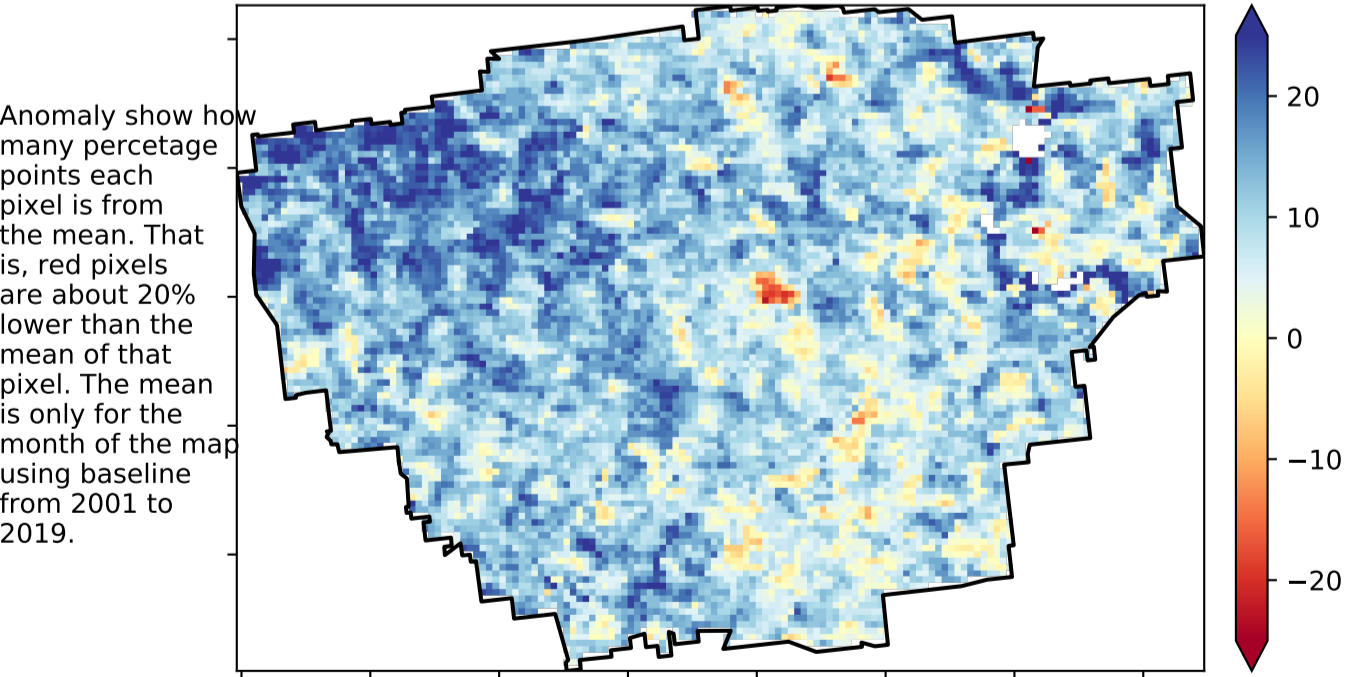 Anomaly show how
many percetage
points each
pixel is from
the mean. That
is, red pixels
are about 20%
lower than the
mean of that
pixel. The mean
is only for the
month of the map
using baseline
from 2001 to
2019.
20
10
0
−10
−20